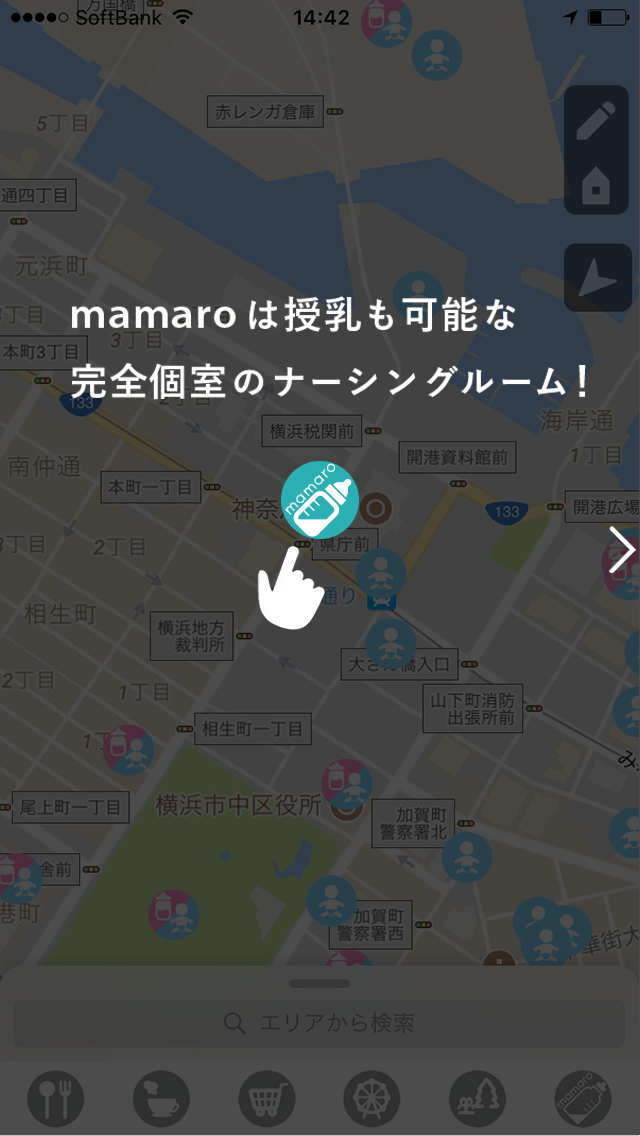 万国橋
SoftBank 14:42
赤レンガ倉庫
5丁目
通四丁目
元浜町
mamaroは授乳も可能な
3丁目
本町3丁目
完全個室のナーシングルーム!
133
横浜税関前
海岸通
1丁目
開港資料館前
南仲通
本町一丁目
mamaro
神奈
133
開港広場
3丁目
2丁目
県庁前
通り
相生町
横浜地方
裁判所
大さん橋入口
2丁目
1丁目
山下町消防
出張所前
相生町一丁目
み
尾上町一丁目
横浜市中区役所
加賀町
警察署北
舎前
港町
加賀町
警察署西
華街大
エリアから検索
mamaro